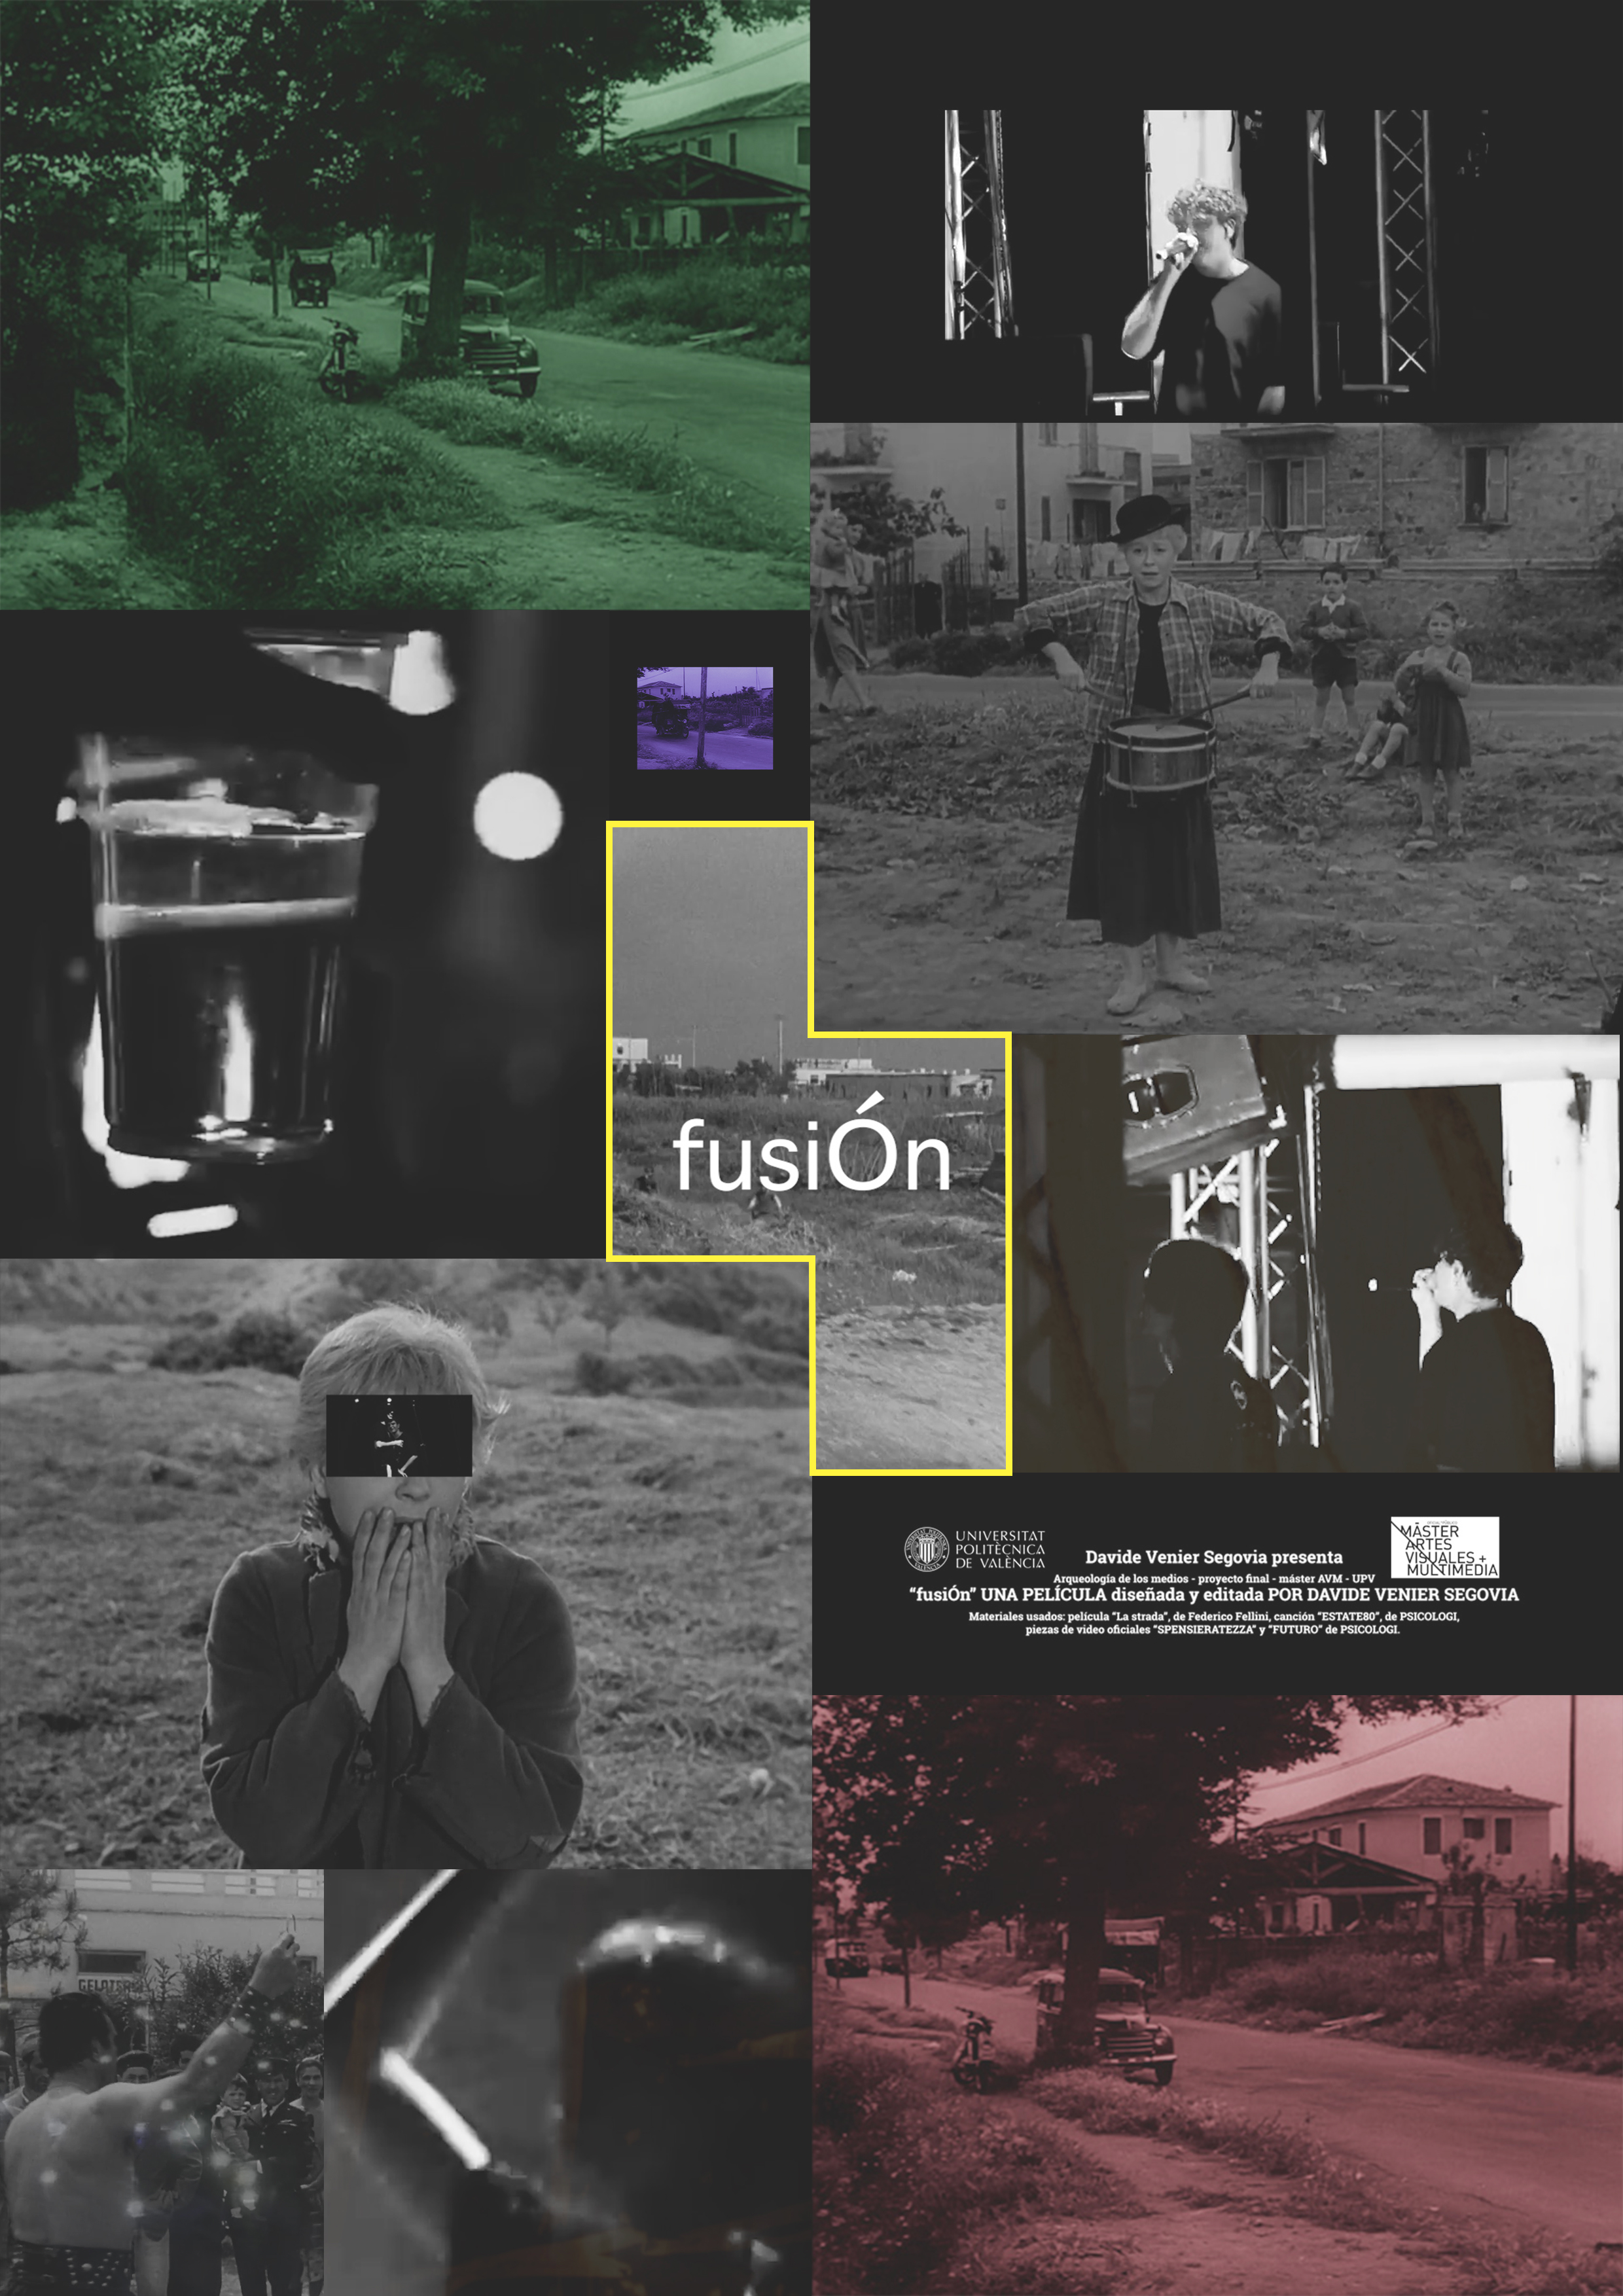 GELATI
fusiÓn
UNIVERSITAT
POLITÈCNICA
DE VALÈNCIA
MÁSTER
ARTES
VISUALES +
MULTIMEDIA
Davide Venier Segovia presenta
Arqueología de los medios - proyecto final - máster AVM - UPV
“fusiÓn” UNA PELÍCULA diseñada y editada POR DAVIDE VENIER SEGOVIA
Materiales usados: película “La strada”, de Federico Fellini, canción “ESTATE80”, de PSICOLOGI,
piezas de video oficiales “SPENSIERATEZZA” y “FUTURO” de PSICOLOGI.